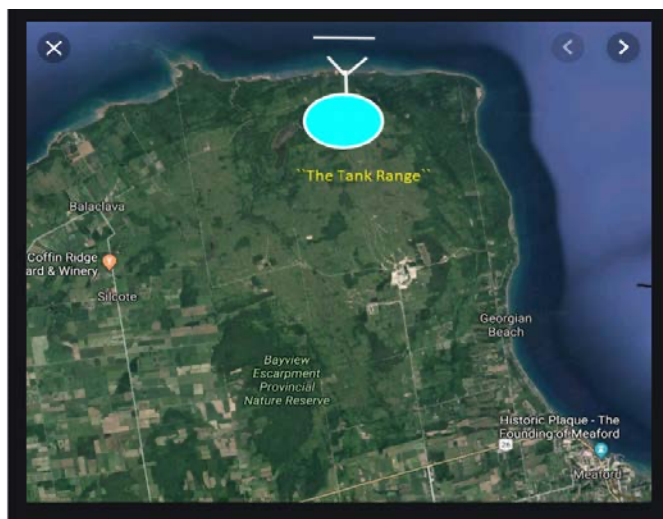 ``The Tank Range``
Balaclava
Coffin Ridge
ard & Winery
Silcote
Georgian
Beach
Bayview
Escarpment
Provincial
Nature Reserve
Historic Plaque - The
Founding of Meaford
26
Meaford